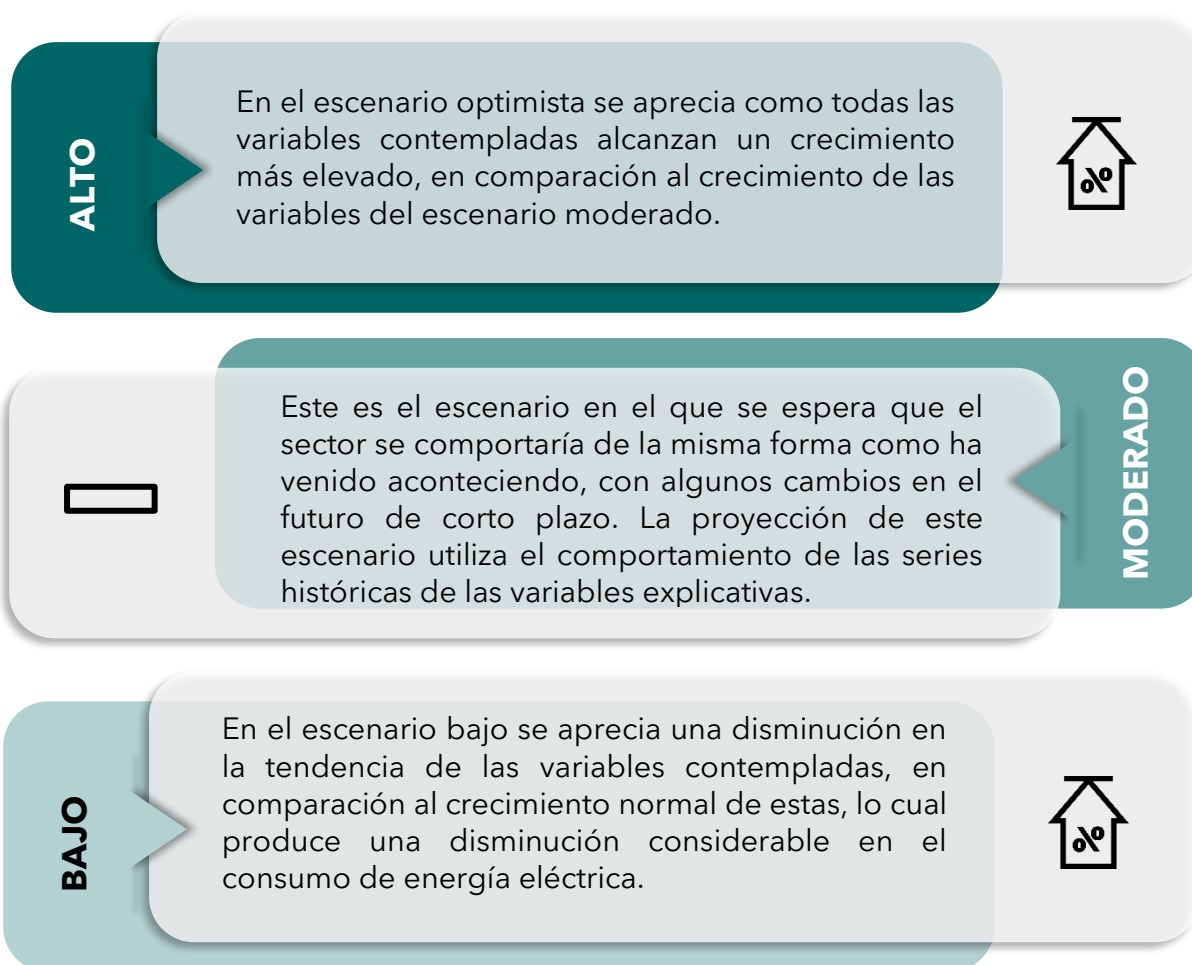 ALTO
En el escenario optimista se aprecia como todas las
variables contempladas alcanzan un crecimiento
más elevado, en comparación al crecimiento de las
variables del escenario moderado.
%
MODERADO
Este es el escenario en el que se espera que el
sector se comportaría de la misma forma como ha
venido aconteciendo, con algunos cambios en el
futuro de corto plazo. La proyección de este
escenario utiliza el comportamiento de las series
históricas de las variables explicativas.
BAJO
En el escenario bajo se aprecia una disminución en
la tendencia de las variables contempladas, en
comparación al crecimiento normal de estas, lo cual
produce una disminución considerable en el
consumo de energía eléctrica.
%